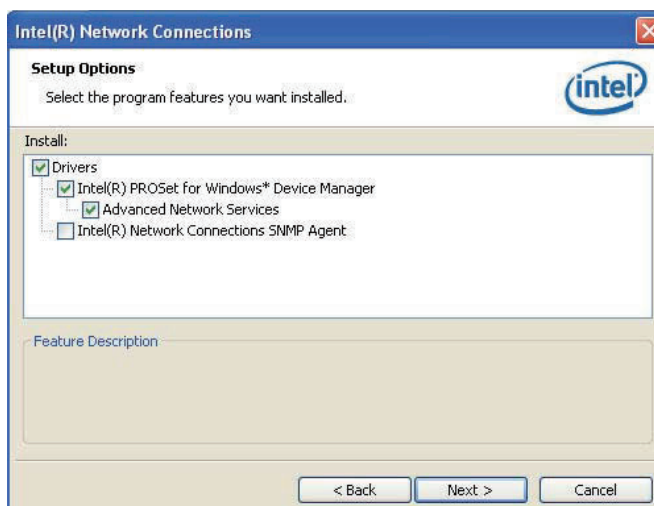 Intel(R) Network Connections
Setup Options
Select the program features you want installed.
intel
Install:
Drivers
Intel(R) PROSet for Windows* Device Manager
Advanced Network Services
Intel(R) Network Connections SNMP Agent
Feature Description
< Back
Next >
Cancel